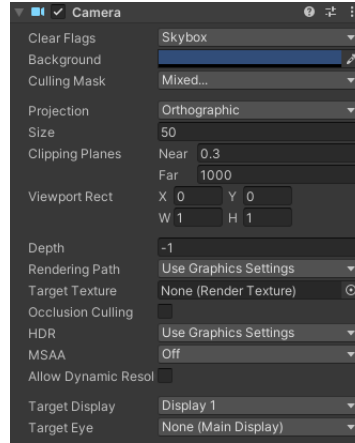 Camera
Clear Flags Skybox
Background
Culling Mask Mixed...
Projection Orthographic
Size 50
Clipping Planes Near 0.3
Far 1000
Viewport Rect X 0 Y 0
W 1 H 1
Depth -1
Rendering Path Use Graphics Settings
Target Texture None (Render Texture)
Occlusion Culling
HDR Use Graphics Settings
MSAA Off
Allow Dynamic Resol
Target Display Display 1
Target Eye None (Main Display)